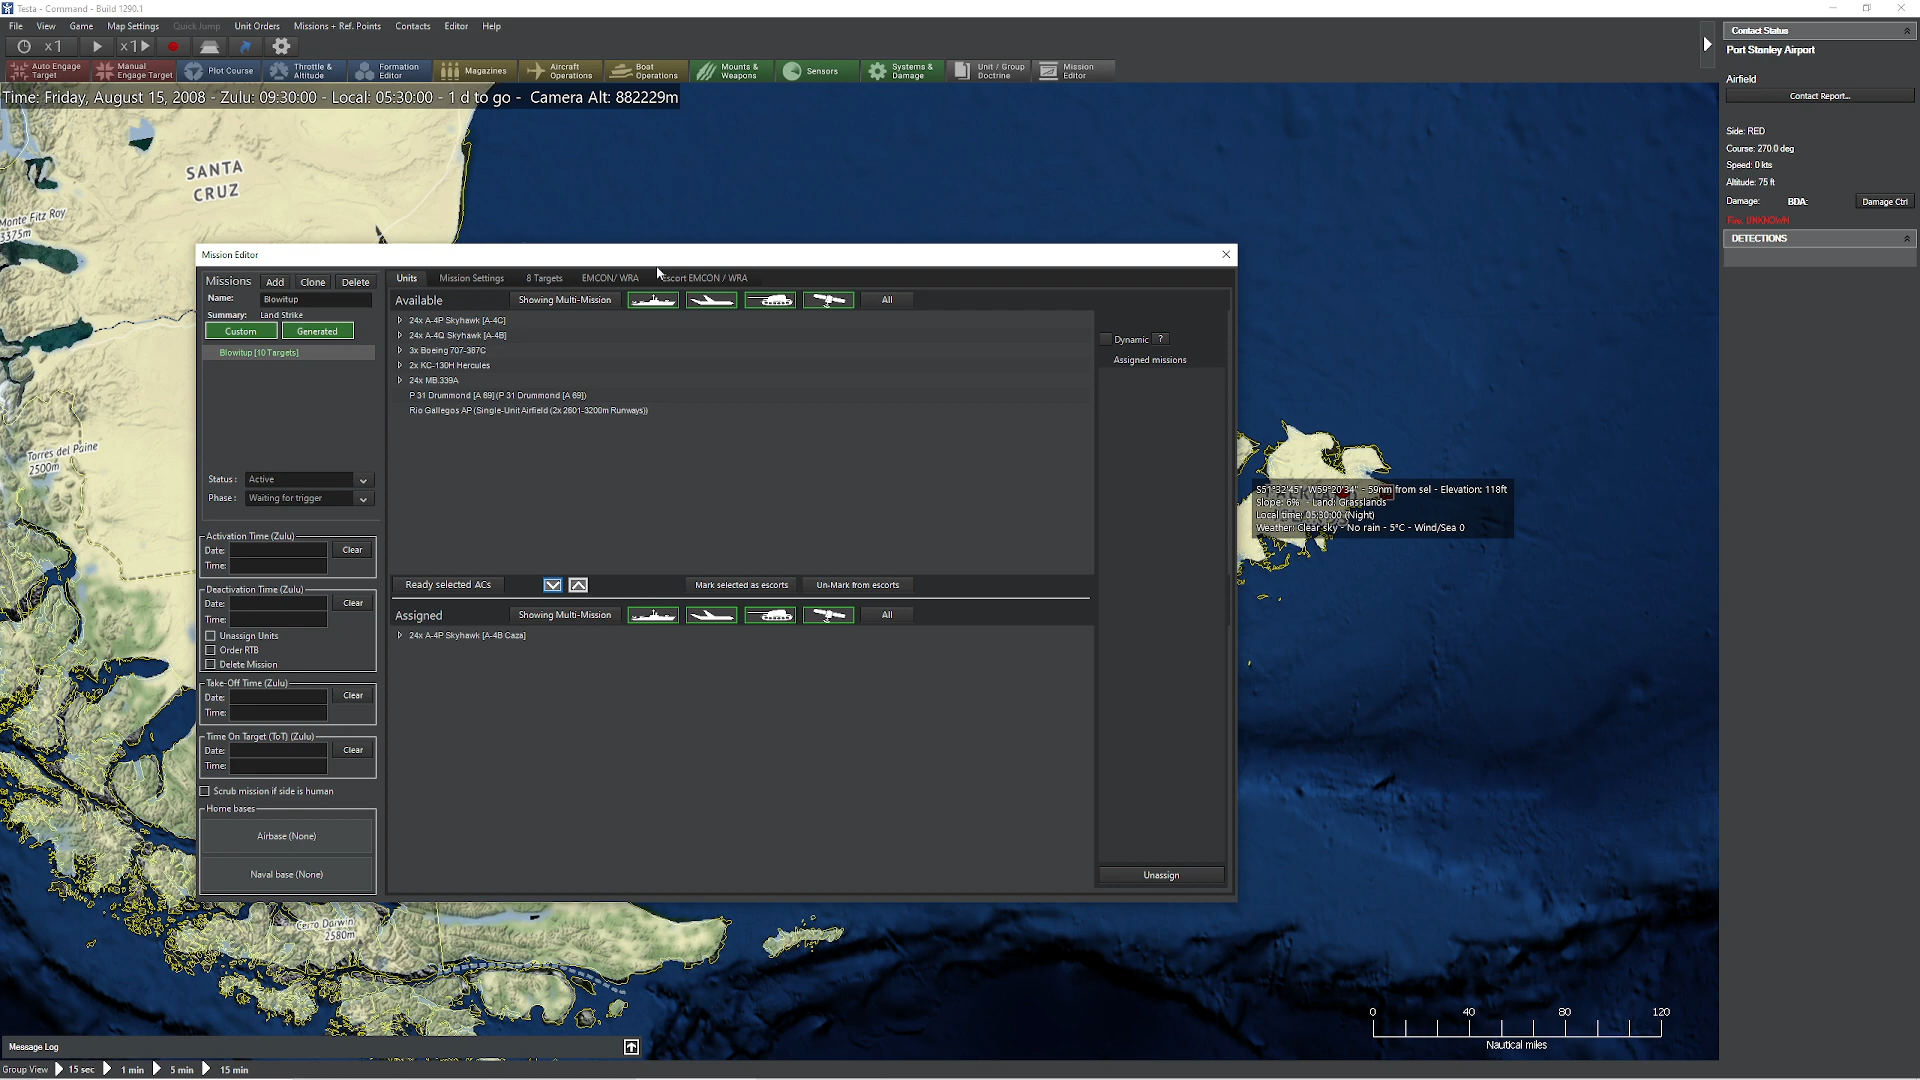 Testa - Command - Build 1290.1
File View Game Map Settings Quick Jump Unit Orders Missions + Ref. Points Contacts Editor Help
x1 x1
Auto Engage Target
Manual Engage Target
Plot Course
Throttle & Altitude
Formation Editor
Magazines
Aircraft Operations
Boat Operations
Mounts & Weapons
Sensors
Systems & Damage
Unit / Group Doctrine
Mission Editor
Time: Friday, August 15, 2008 - Zulu: 09:30:00 - Local: 05:30:00 - 1 d to go - Camera Alt: 882229m
SANTA
CRUZ
Monte Fitz Roy
3375m
Torres del Paine
2500m
Mission Editor
Missions Add Clone Delete
Name: Blowitup
Summary: Land Strike
Custom Generated
Blowitup [10 Targets]
Status: Active
Phase: Waiting for trigger
Activation Time (Zulu)
Date: Clear
Time:
Deactivation Time (Zulu)
Date: Clear
Time:
Unassign Units
Order RTB
Delete Mission
Take-Off Time (Zulu)
Date: Clear
Time:
Time On Target (ToT) (Zulu)
Date: Clear
Time:
Scrub mission if side is human
Home bases
Airbase (None)
Naval base (None)
Units Mission Settings 8 Targets EMCON/ WRA Escort EMCON / WRA
Available Showing Multi-Mission All
24x A-4P Skyhawk [A-4C]
24x A-4Q Skyhawk [A-4B]
3x Boeing 707-387C
2x KC-130H Hercules
24x MB.339A
P 31 Drummond [A 69] (P 31 Drummond [A 69])
Rio Gallegos AP (Single-Unit Airfield (2x 2601-3200m Runways))
Ready selected ACs Mark selected as escorts Un-Mark from escorts
Assigned Showing Multi-Mission All
24x A-4P Skyhawk [A-4B Caza]
Dynamic ?
Assigned missions
Unassign
S51°32'45", W59°20'34" - 59nm from sel - Elevation: 118ft
Slope: 6% - Land: Grasslands
Local time: 05:30:00 (Night)
Weather: Clear sky - No rain - 5°C - Wind/Sea 0
Cerro Darwin
2580m
0 40 80 120
Nautical miles
Message Log
Group View 15 sec 1 min 5 min 15 min
Contact Status
Port Stanley Airport
Airfield
Contact Report...
Side: RED
Course: 270.0 deg
Speed: 0 kts
Altitude: 75 ft
Damage: BDA: Damage Ctrl
Fire: UNKNOWN
DETECTIONS